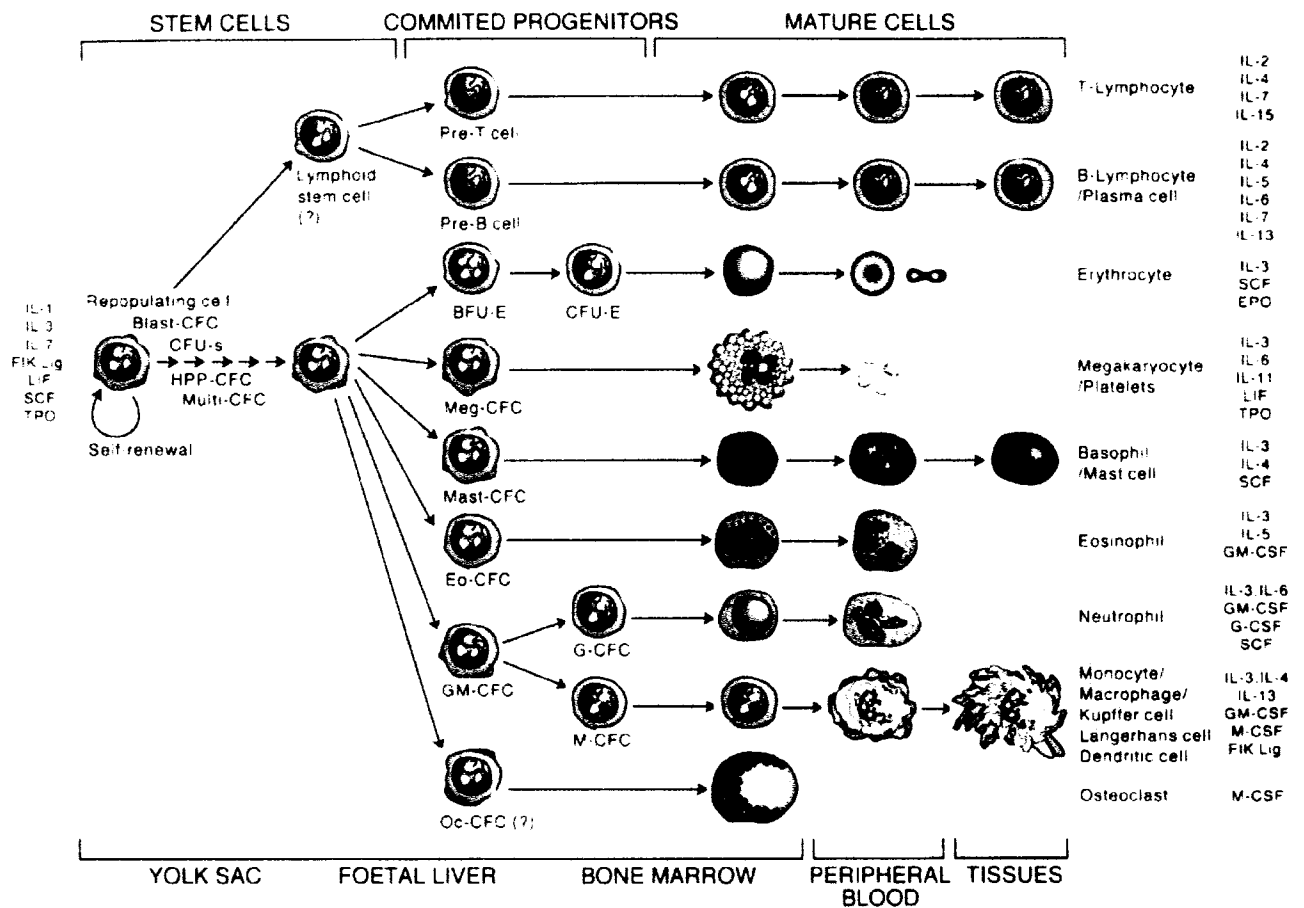 STEM CELLS
COMMITED PROGENITORS
MATURE CELLS
Pre-T cell
T-Lymphocyte
IL-2
IL-4
IL-7
IL-15
Lymphoid
stem cell
(?)
Pre-B cell
B-Lymphocyte
/Plasma cell
IL-2
IL-4
IL-5
IL-6
IL-7
IL-13
BFU-E
CFU-E
Erythrocyte
IL-3
SCF
EPO
IL-1
IL-3
IL-7
FlK Lig
LIF
SCF
TPO
Repopulating cell
Blast-CFC
CFU-s
HPP-CFC
Multi-CFC
Self renewal
Meg-CFC
Megakaryocyte
/Platelets
IL-3
IL-6
IL-11
LIF
TPO
Mast-CFC
Basophil
/Mast cell
IL-3
IL-4
SCF
Eo-CFC
Eosinophil
IL-3
IL-5
GM-CSF
GM-CFC
G-CFC
Neutrophil
IL-3,IL-6
GM-CSF
G-CSF
SCF
M-CFC
Monocyte/
Macrophage/
Kupffer cell
Langerhans cell
Dendritic cell
IL-3,IL-4
IL-13
GM-CSF
M-CSF
FlK Lig
Oc-CFC (?)
Osteoclast
M-CSF
YOLK SAC
FOETAL LIVER
BONE MARROW
PERIPHERAL
BLOOD
TISSUES